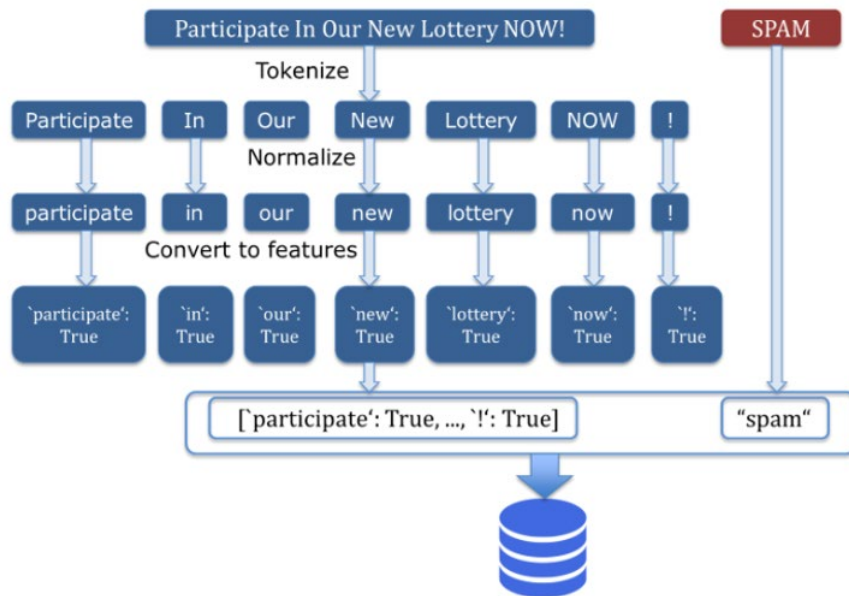 Participate In Our New Lottery NOW!
SPAM
Tokenize
Participate
In
Our
New
Lottery
NOW
!
Normalize
participate
in
our
new
lottery
now
!
Convert to features
`participate‘:
True
`in‘:
True
`our‘:
True
`new‘:
True
`lottery‘:
True
`now‘:
True
`!‘:
True
[`participate‘: True, ..., `!‘: True]
“spam“